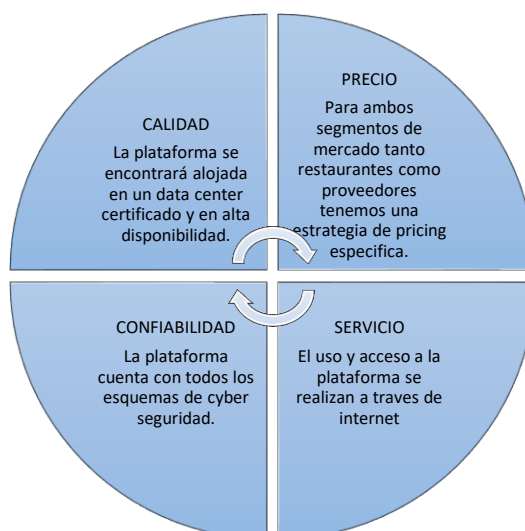 CALIDAD
La plataforma se
encontrará alojada
en un data center
certificado y en alta
disponibilidad.
PRECIO
Para ambos
segmentos de
mercado tanto
restaurantes como
proveedores
tenemos una
estrategia de pricing
especifica.
CONFIABILIDAD
La plataforma
cuenta con todos los
esquemas de cyber
seguridad.
SERVICIO
El uso y acceso a la
plataforma se
realizan a traves de
internet